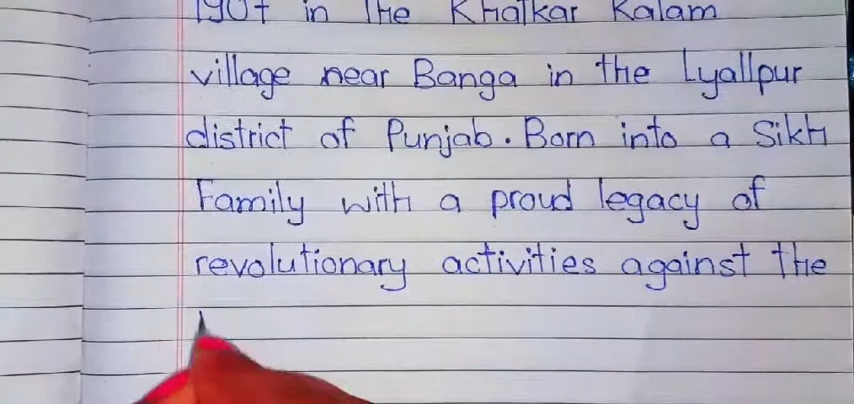 1907 in the Khatkar Kalam
village near Banga in the Lyallpur
district of Punjab. Born into a Sikh
Family with a proud legacy of
revolutionary activities against the